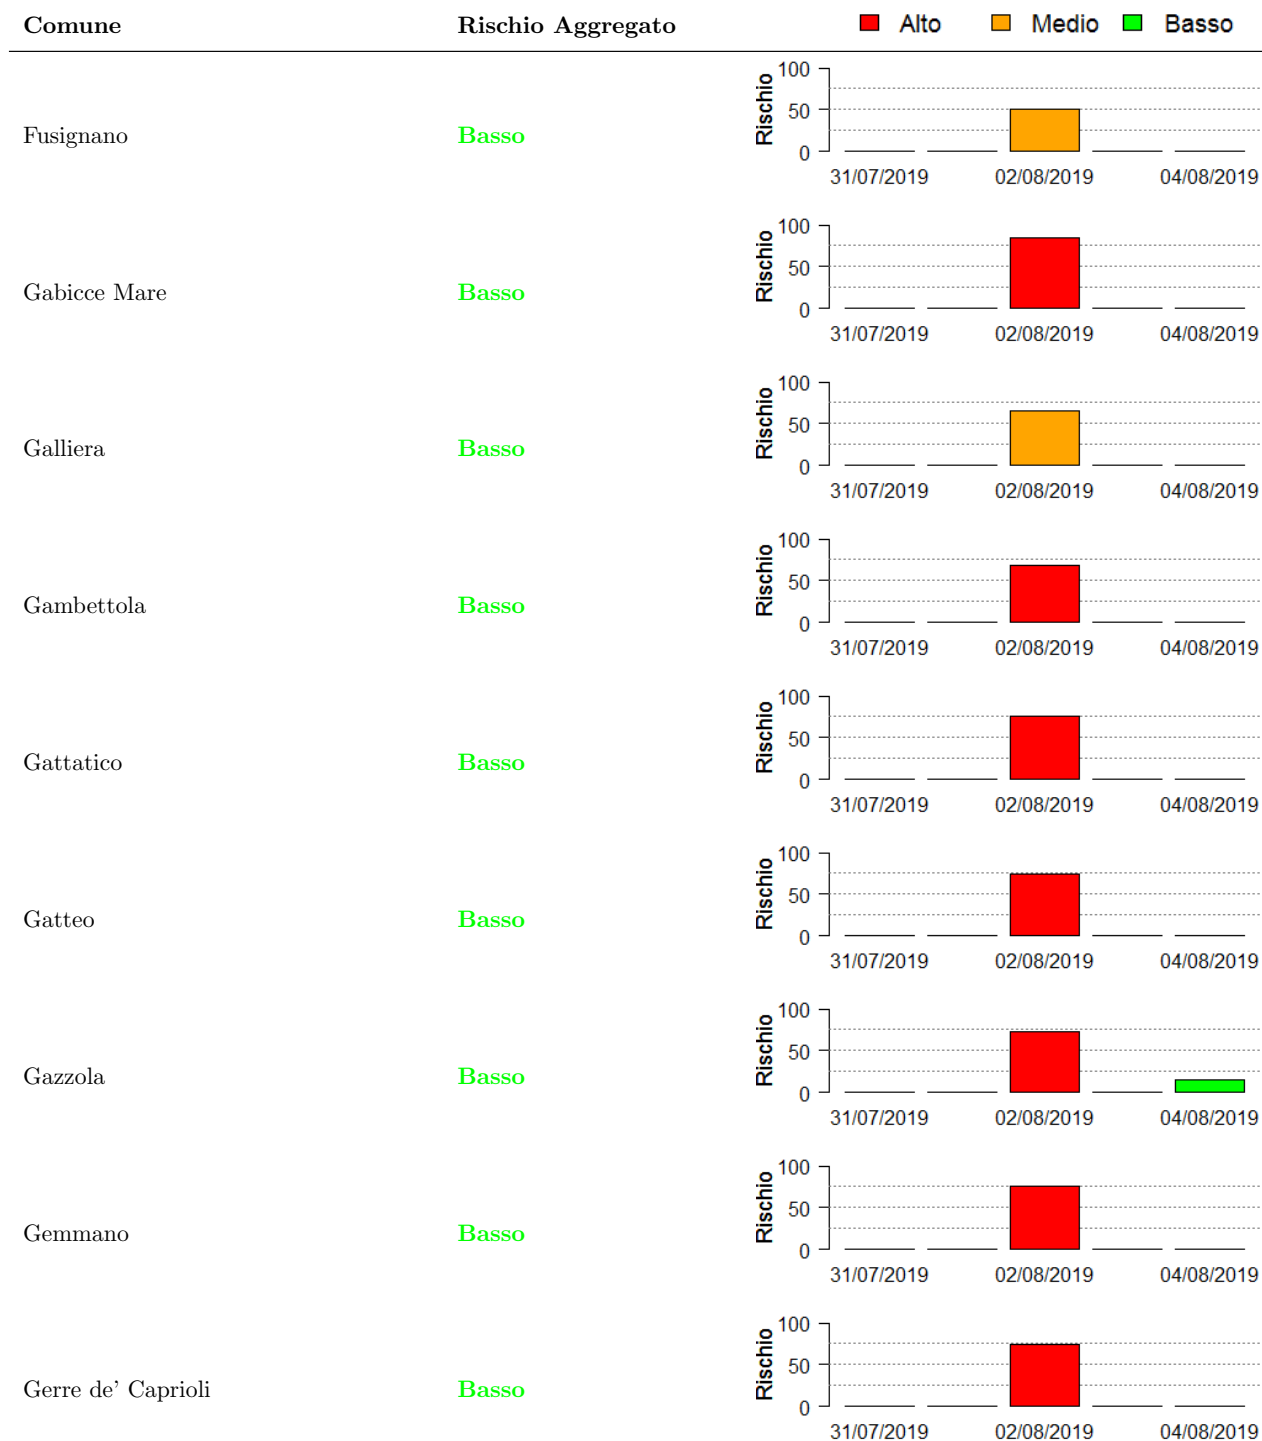 Comune Rischio Aggregato Alto Medio Basso
Fusignano Basso
Rischio
100
50
0
31/07/2019 02/08/2019 04/08/2019
Gabicce Mare Basso
Rischio
100
50
0
31/07/2019 02/08/2019 04/08/2019
Galliera Basso
Rischio
100
50
0
31/07/2019 02/08/2019 04/08/2019
Gambettola Basso
Rischio
100
50
0
31/07/2019 02/08/2019 04/08/2019
Gattatico Basso
Rischio
100
50
0
31/07/2019 02/08/2019 04/08/2019
Gatteo Basso
Rischio
100
50
0
31/07/2019 02/08/2019 04/08/2019
Gazzola Basso
Rischio
100
50
0
31/07/2019 02/08/2019 04/08/2019
Gemmano Basso
Rischio
100
50
0
31/07/2019 02/08/2019 04/08/2019
Gerre de’ Caprioli Basso
Rischio
100
50
0
31/07/2019 02/08/2019 04/08/2019